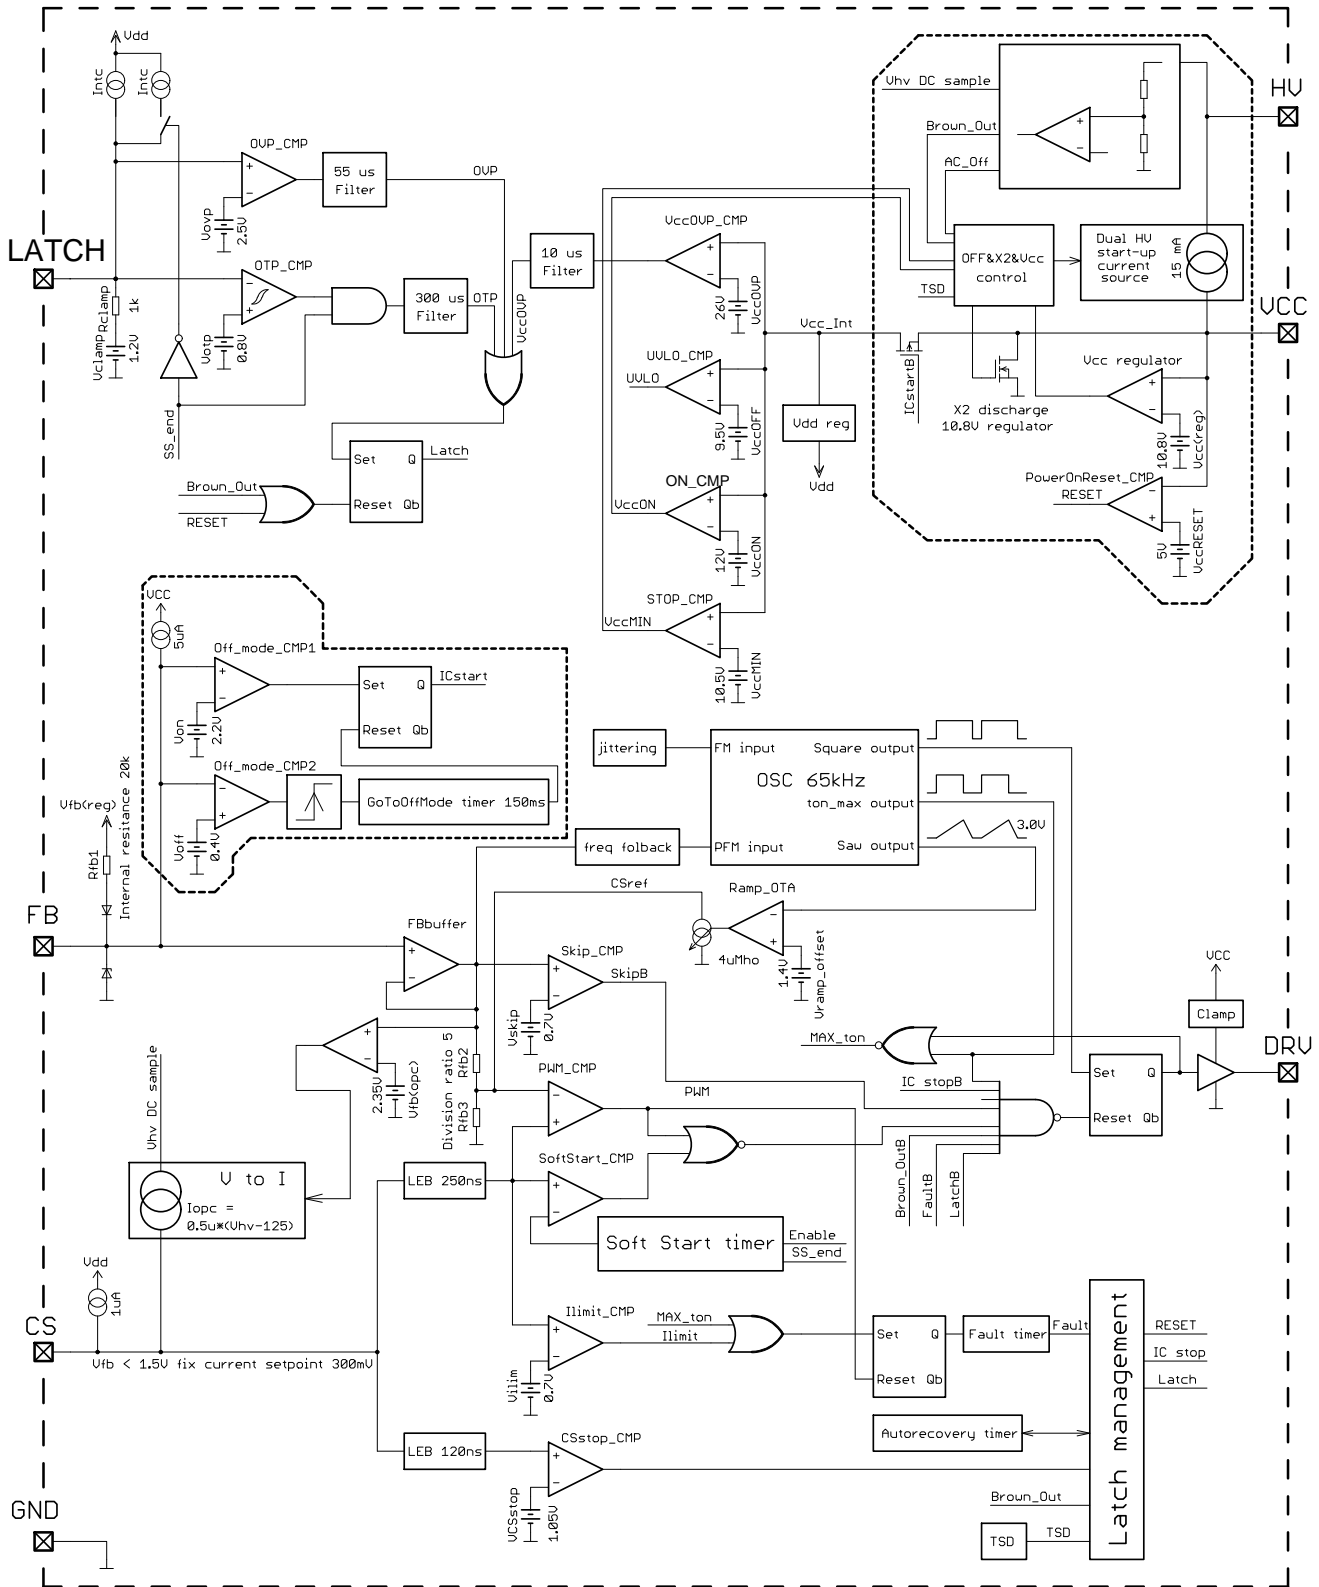 Vdd
Intc
Intc
OVP_CMP
+
-
55 us
Filter
OVP
Vovp
2.5V
LATCH
OTP_CMP
-
+
300 us
Filter
OTP
Rclamp
1k
Vclamp
1.2V
Votp
0.8V
SS_end
VccOVP
10 us
Filter
Set
Q
Latch
Reset
Qb
Brown_Out
RESET
VccOVP_CMP
+
-
26V
VccOVP
UVLO_CMP
UVLO
+
-
9.5V
VccOFF
ON_CMP
VccON
+
-
12V
VccON
STOP_CMP
VccMIN
+
-
10.5V
VccMIN
Vcc_Int
Vdd reg
Vdd
ICstartB
Vhv DC sample
Brown_Out
AC_Off
+
-
HV
OFF&X2&Vcc
control
TSD
Dual HV
start-up
current
source
15 mA
VCC
X2 discharge
10.8V regulator
Vcc regulator
+
-
10.8V
Vcc(reg)
PowerOnReset_CMP
RESET
-
+
5V
VccRESET
VCC
5uA
Off_mode_CMP1
+
-
Von
2.2V
Set
Q
ICstart
Reset
Qb
Off_mode_CMP2
-
+
GoToOffMode timer 150ms
Voff
0.4V
Vfb(reg)
Rfb1
Internal resitance 20k
FB
jittering
FM input
Square output
OSC 65kHz
ton_max output
PFM input
Saw output
3.0V
freq folback
CSref
Ramp_OTA
-
+
4uMho
1.4V
Vramp_offset
FBbuffer
+
-
Skip_CMP
+
-
SkipB
Vskip
0.7V
+
-
2.35V
Vfb(opc)
Division ratio 5
Rfb2
Rfb3
PWM_CMP
-
+
PWM
MAX_ton
IC stopB
Brown_OutB
FaultB
LatchB
Set
Q
Reset
Qb
VCC
Clamp
DRV
Vhv DC sample
V to I
Iopc =
0.5u*(Vhv-125)
LEB 250ns
SoftStart_CMP
+
-
Soft Start timer
Enable
SS_end
Vdd
1uA
CS
Vfb < 1.5V fix current setpoint 300mV
Ilimit_CMP
+
-
Vilim
0.7V
MAX_ton
Ilimit
Set
Q
Reset
Qb
Fault timer
Fault
Latch management
RESET
IC stop
Latch
Autorecovery timer
LEB 120ns
CSstop_CMP
+
-
VCSstop
1.05V
Brown_Out
TSD
TSD
GND